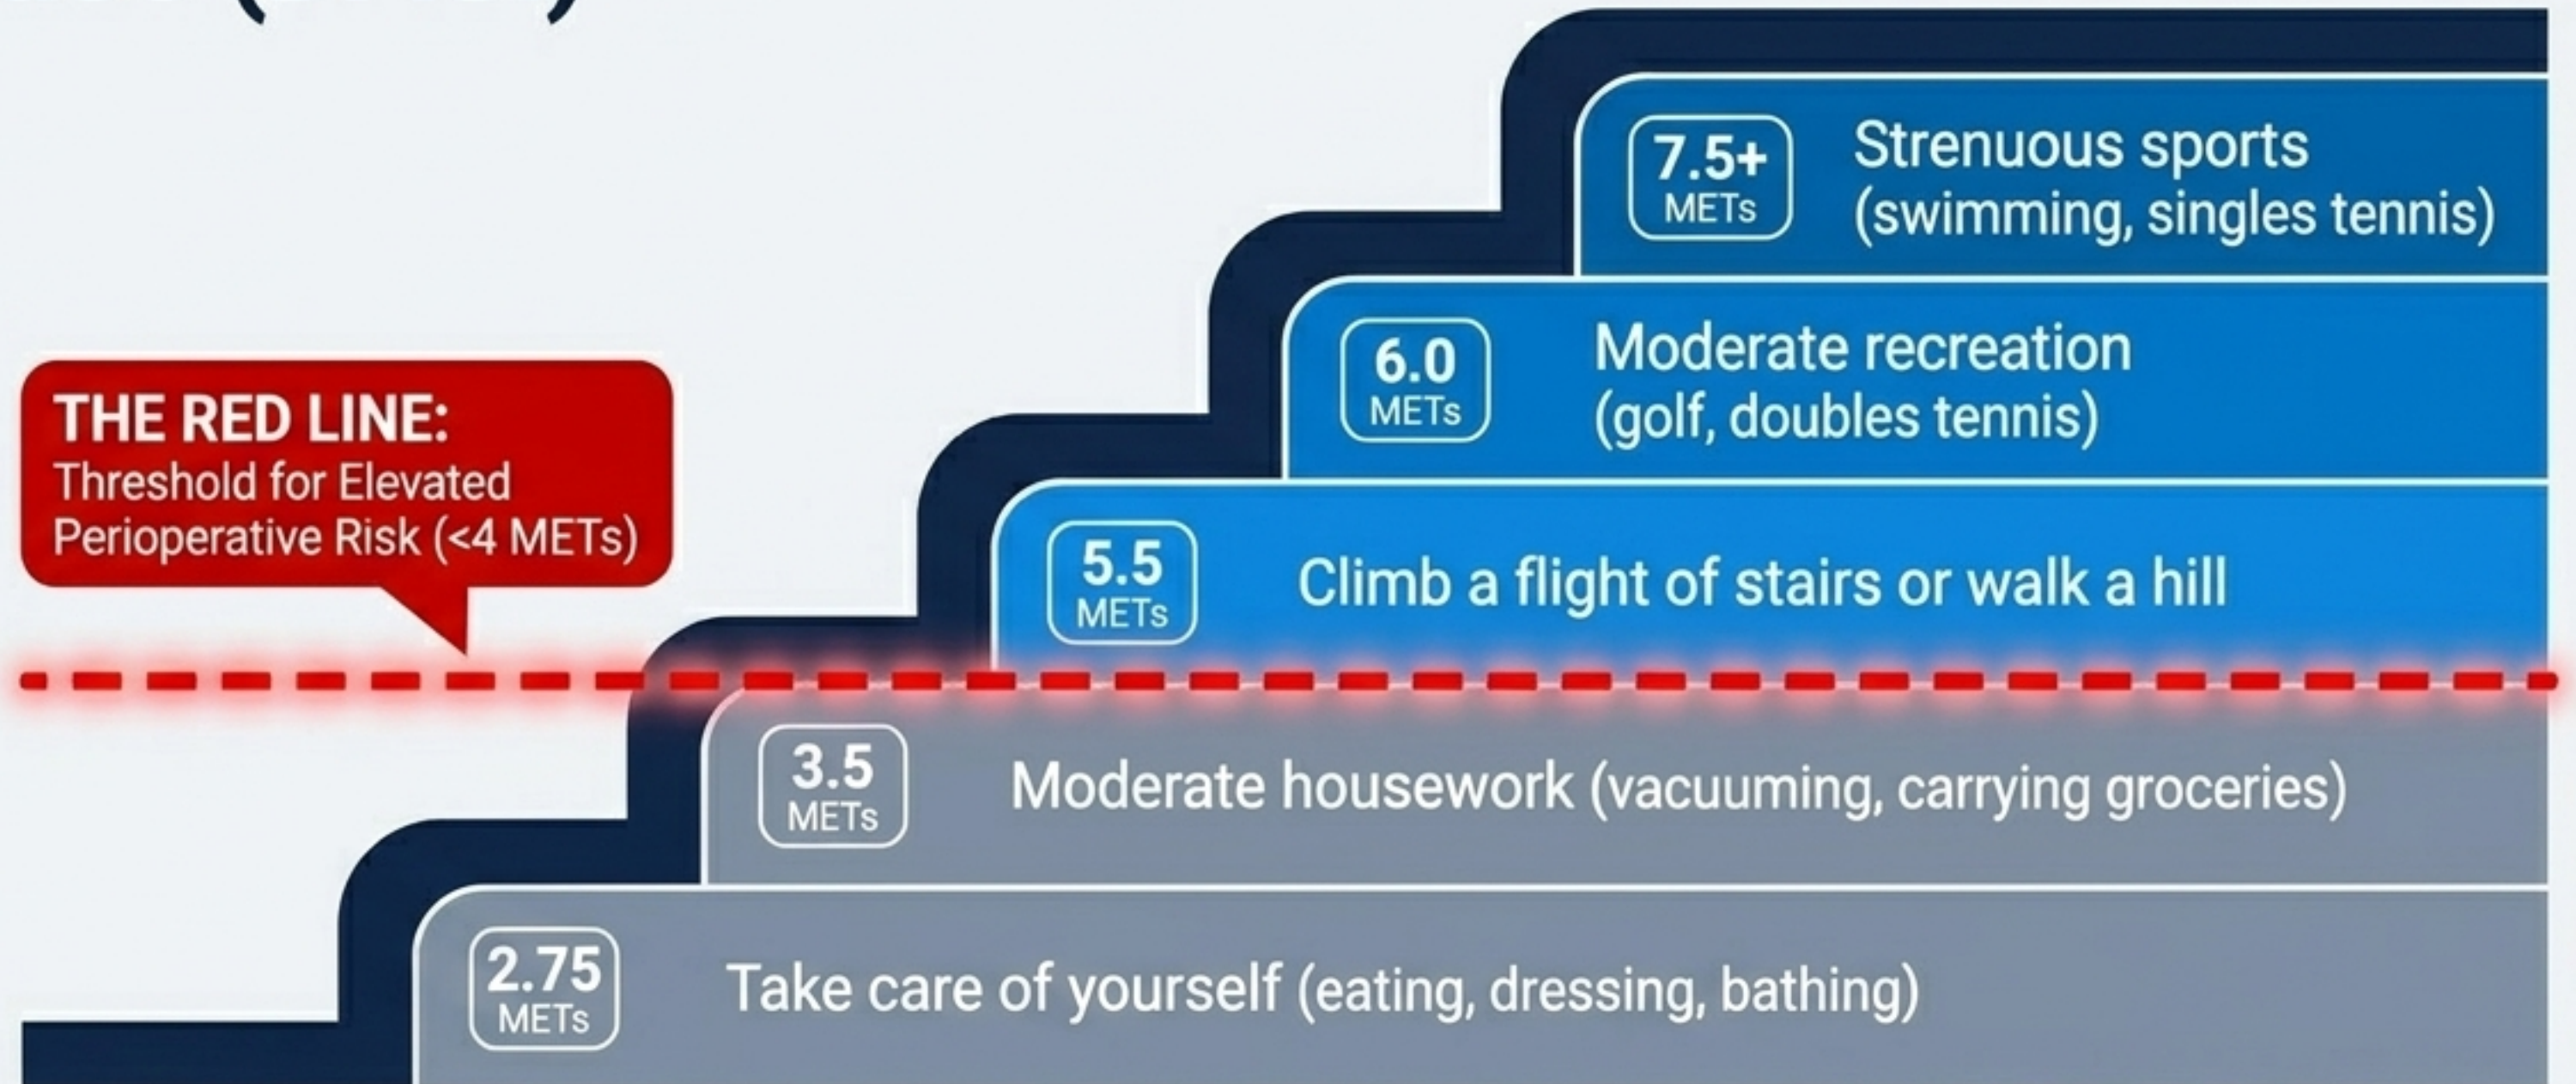 7.5+
METs
Strenuous sports
(swimming, singles tennis)
6.0
METs
Moderate recreation
(golf, doubles tennis)
THE RED LINE:
Threshold for Elevated
Perioperative Risk (<4 METs)
5.5
METs
Climb a flight of stairs or walk a hill
3.5
METs
Moderate housework (vacuuming, carrying groceries)
2.75
METs
Take care of yourself (eating, dressing, bathing)